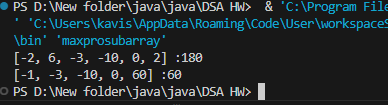 PS D:\New folder\java\java\DSA HW>  & 'C:\Program File
' 'C:\Users\kavis\AppData\Roaming\Code\User\workspaceS
\bin' 'maxprosubarray'
[-2, 6, -3, -10, 0, 2] :180
[-1, -3, -10, 0, 60] :60
PS D:\New folder\java\java\DSA HW>